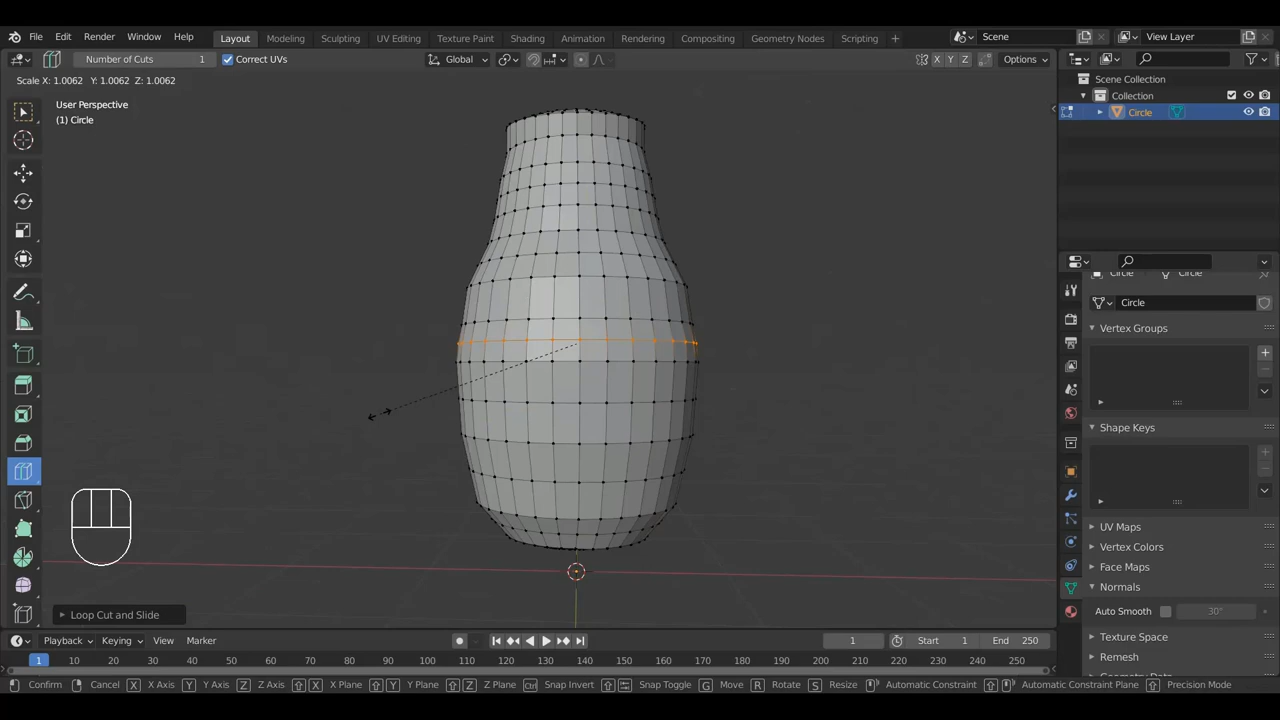 File Edit Render Window Help Layout Modeling Sculpting UV Editing Texture Paint Shading Animation Rendering Compositing Geometry Nodes Scripting + Scene View Layer
Number of Cuts 1 Correct UVs Global X Y Z Options
Scale X: 1.0062 Y: 1.0062 Z: 1.0062
User Perspective
(1) Circle
Scene Collection
Collection
Circle
Circle Circle
Circle
Vertex Groups
Shape Keys
UV Maps
Vertex Colors
Face Maps
Normals
Auto Smooth 30°
Texture Space
Remesh
Geometry Data
Loop Cut and Slide
Playback Keying View Marker 1 Start 1 End 250
1 10 20 30 40 50 60 70 80 90 100 110 120 130 140 150 160 170 180 190 200 210 220 230 240 250
Confirm Cancel X X Axis Y Y Axis Z Z Axis X X Plane Y Y Plane Z Z Plane Ctrl Snap Invert Snap Toggle G Move R Rotate S Resize Automatic Constraint Automatic Constraint Plane Precision Mode